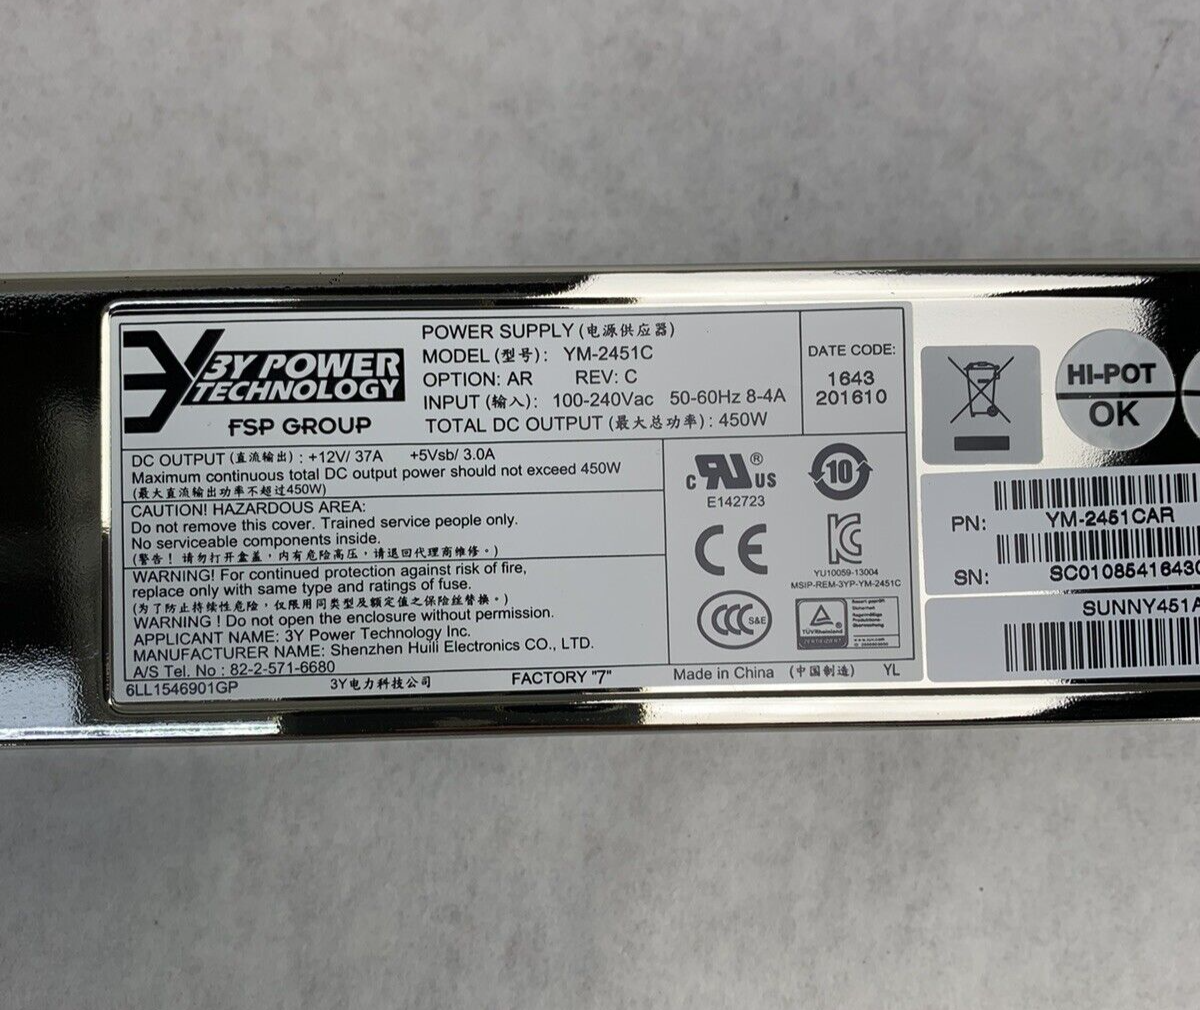 3Y POWER
TECHNOLOGY
FSP GROUP
POWER SUPPLY (电源供应器)
MODEL (型号): YM-2451C
OPTION: AR REV: C
INPUT (输入): 100-240Vac 50-60Hz 8-4A
TOTAL DC OUTPUT (最大总功率): 450W
DATE CODE:
1643
201610
DC OUTPUT (直流输出) : +12V/ 37A +5Vsb/ 3.0A
Maximum continuous total DC output power should not exceed 450W
(最大直流输出功率不超过450W)
CAUTION! HAZARDOUS AREA:
Do not remove this cover. Trained service people only.
No serviceable components inside.
(警告！请勿打开盒盖，内有危险高压，请退回代理商维修。)
WARNING! For continued protection against risk of fire,
replace only with same type and ratings of fuse.
(为了防止持续性危险，仅限用同类型及额定值之保险丝替换。)
WARNING ! Do not open the enclosure without permission.
APPLICANT NAME: 3Y Power Technology Inc.
MANUFACTURER NAME: Shenzhen Huili Electronics CO., LTD.
A/S Tel. No : 82-2-571-6680
c RU ® US
E142723
10
CE
YU10059-13004
MSIP-REM-3YP-YM-2451C
CCC S&E
TÜVRheinland
ZERTIFIZIERT
6LL1546901GP
3Y电力科技公司
FACTORY "7"
Made in China (中国制造) YL
HI-POT
OK
PN: YM-2451CAR
SN: SC01085416430
SUNNY451A